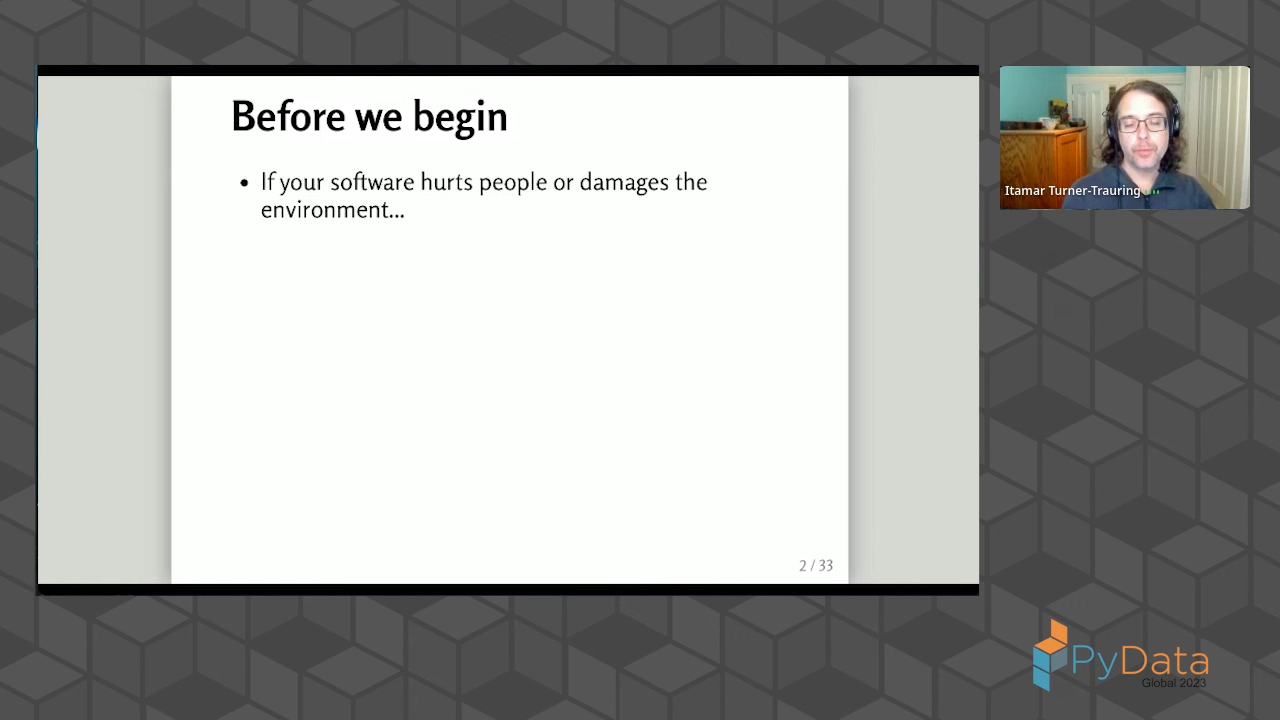 Before we begin
• If your software hurts people or damages the
environment...
2 / 33
Itamar Turner-Trauring
PyData
Global 2023